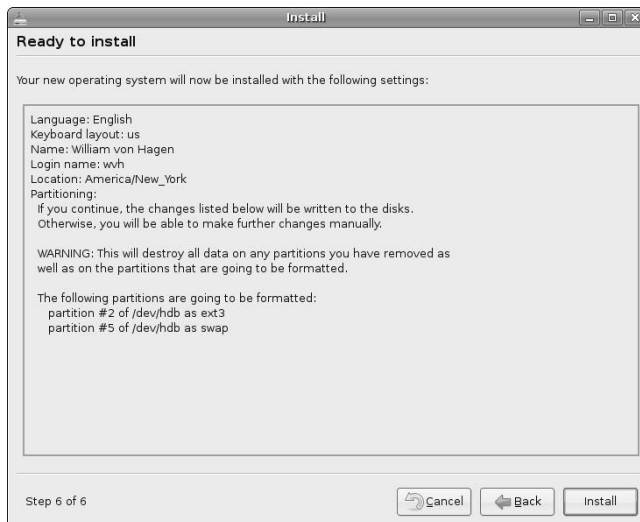 Install
Ready to install
Your new operating system will now be installed with the following settings:
Language: English
Keyboard layout: us
Name: William von Hagen
Login name: wvh
Location: America/New_York
Partitioning:
If you continue, the changes listed below will be written to the disks.
Otherwise, you will be able to make further changes manually.
WARNING: This will destroy all data on any partitions you have removed as
well as on the partitions that are going to be formatted.
The following partitions are going to be formatted:
partition #2 of /dev/hdb as ext3
partition #5 of /dev/hdb as swap
Step 6 of 6
Cancel
Back
Install